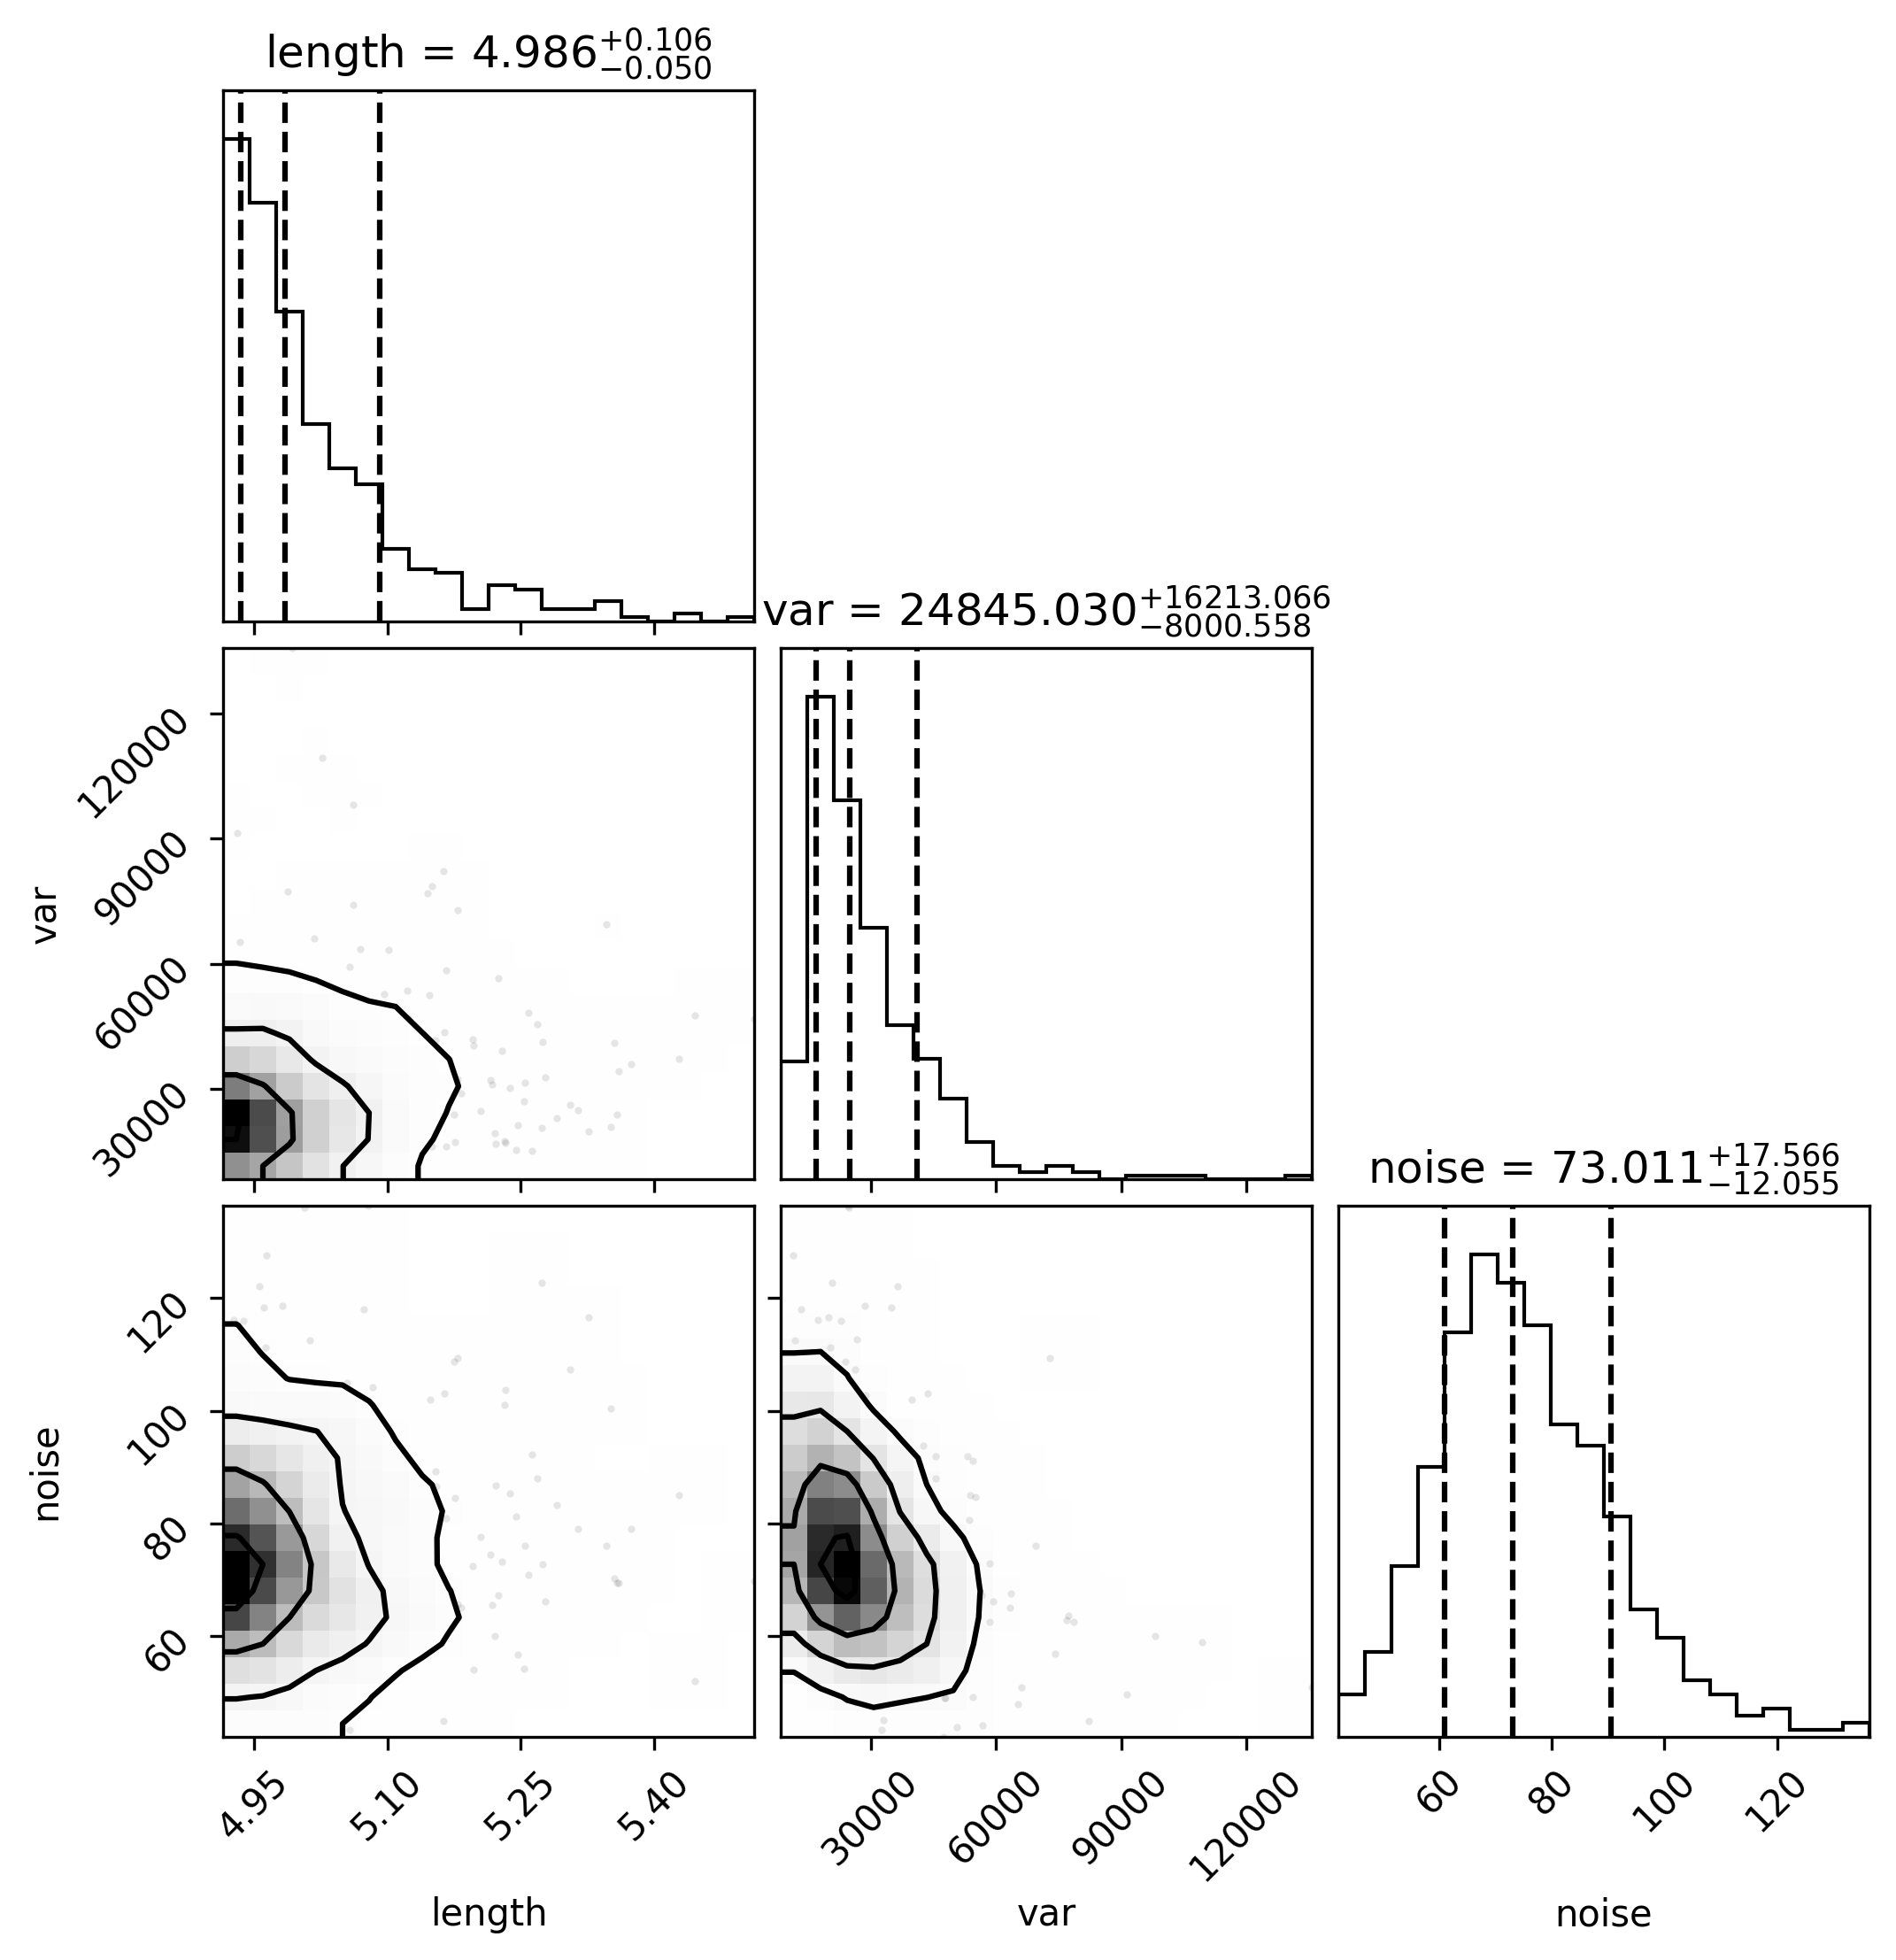 length = 4.986 +0.106 −0.050
var = 24845.030 +16213.066 −8000.558
120000
90000
60000
30000
var
noise = 73.011 +17.566 −12.055
120
100
80
60
noise
4.95 5.10 5.25 5.40
30000 60000 90000 120000
60 80 100 120
length var noise